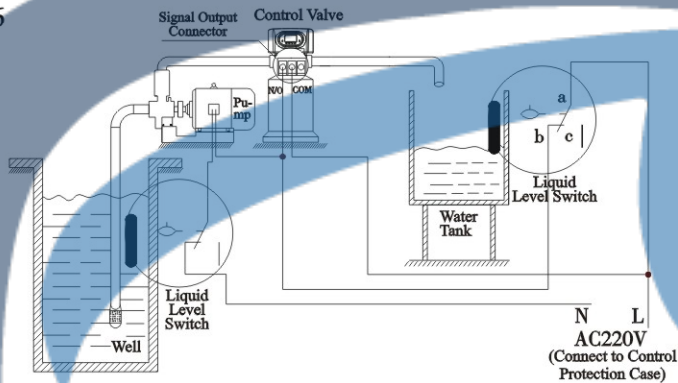 Signal Output
Connector
Control Valve
N/O COM
Pu-
mp
a
b c
Liquid
Level Switch
Water
Tank
Liquid
Level
Switch
Well
N L
AC220V
(Connect to Control
Protection Case)